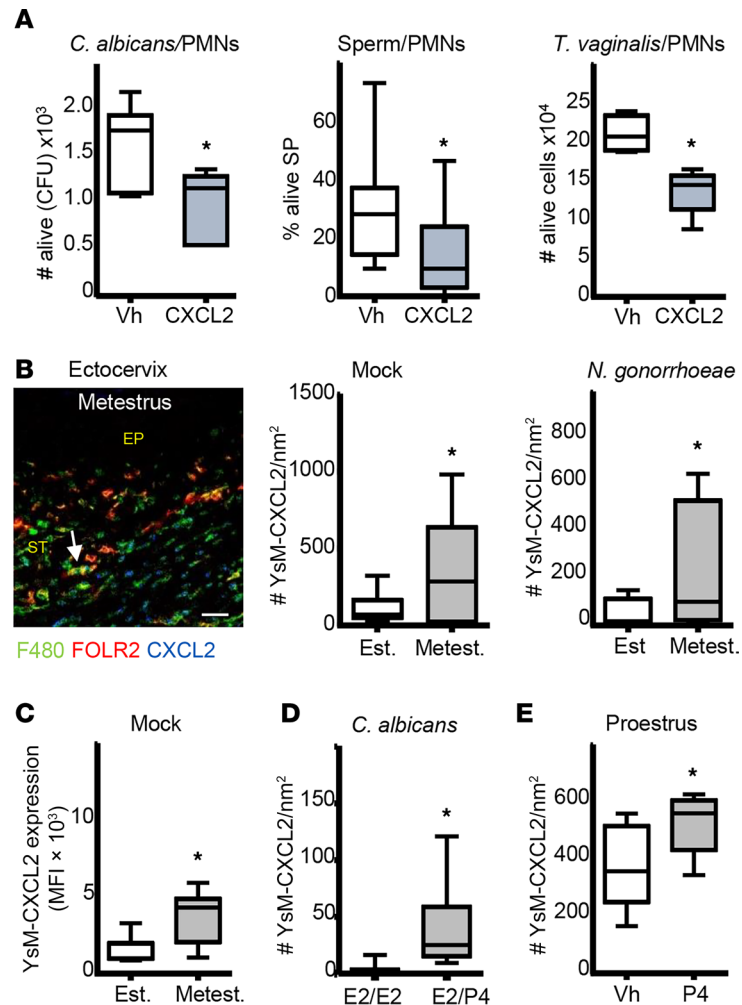 A
C. albicans/PMNs
# alive (CFU) x10³
2.0
1.5
1.0
0.5
0
Vh CXCL2
*
Sperm/PMNs
% alive SP
60
40
20
0
Vh CXCL2
*
T. vaginalis/PMNs
# alive cells x10⁴
25
20
15
10
5
0
Vh CXCL2
*
B
Ectocervix
Metestrus
EP
ST
F480 FOLR2 CXCL2
Mock
# YsM-CXCL2/nm²
1500
1000
500
0
Est. Metest.
*
N. gonorrhoeae
# YsM-CXCL2/nm²
800
600
400
200
0
Est Metest.
*
C
Mock
YsM-CXCL2 expression
(MFI × 10³)
10
5
0
Est. Metest.
*
D
C. albicans
# YsM-CXCL2/nm²
150
100
50
0
E2/E2 E2/P4
*
E
Proestrus
# YsM-CXCL2/nm²
600
400
200
0
Vh P4
*